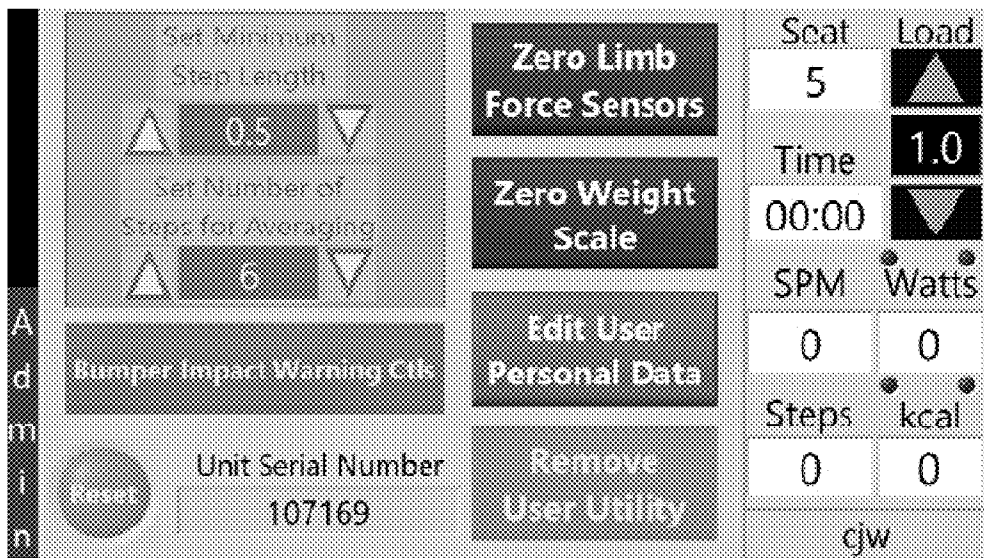 Admin
Set Minimum
Step Length
0.5
Set Number of
Steps for Averaging
6
Bumper Impact Warning Ctls
Reset
Unit Serial Number
107169
Zero Limb
Force Sensors
Zero Weight
Scale
Edit User
Personal Data
Remove
User Utility
Seat Load
5
1.0
Time
00:00
SPM Watts
0 0
Steps kcal
0 0
cjw